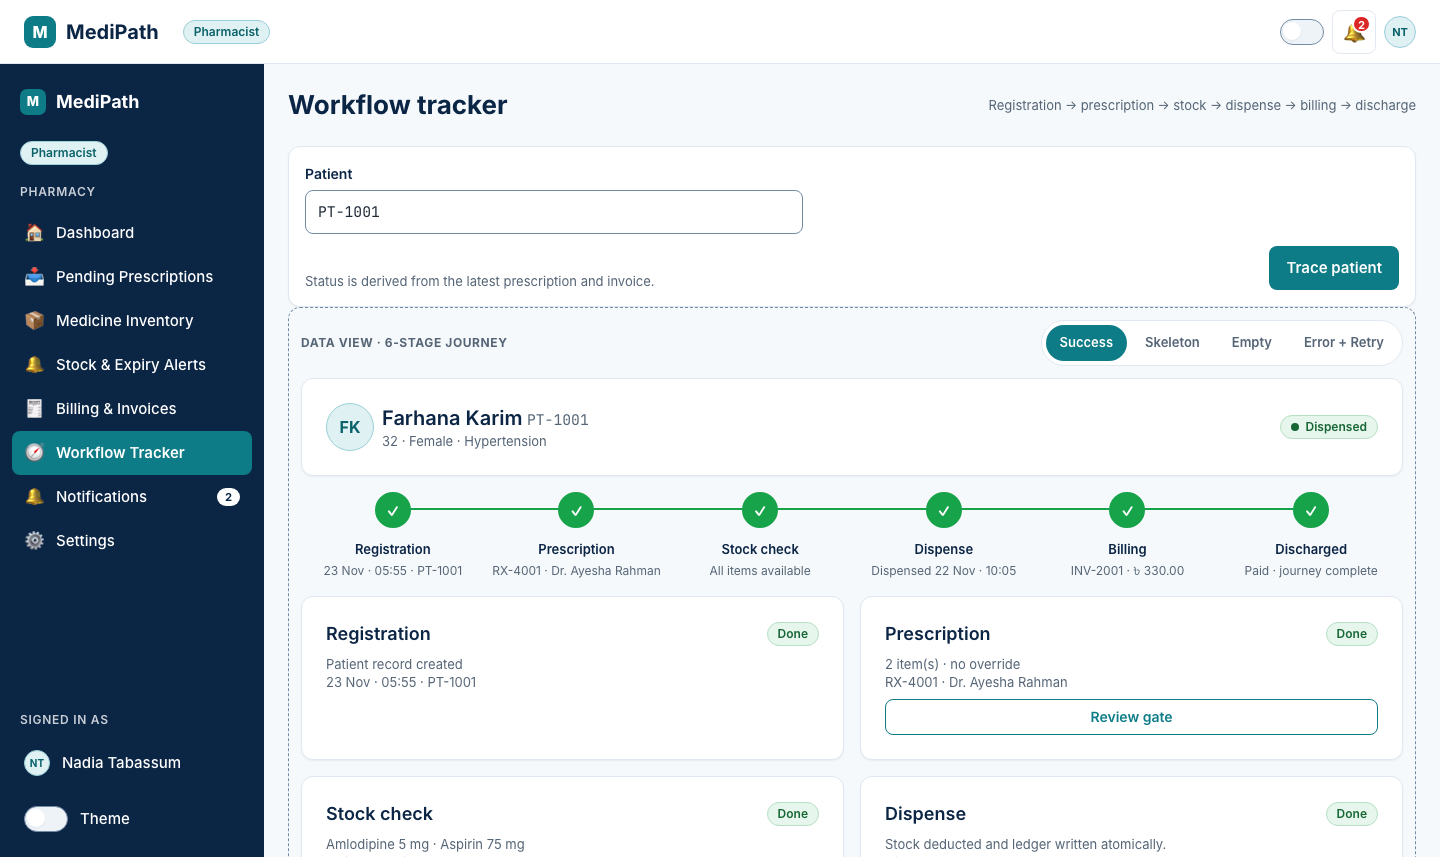 M MediPath Pharmacist
2 NT
M MediPath
Pharmacist
PHARMACY
Dashboard
Pending Prescriptions
Medicine Inventory
Stock & Expiry Alerts
Billing & Invoices
Workflow Tracker
Notifications 2
Settings
SIGNED IN AS
NT Nadia Tabassum
Theme
Workflow tracker
Registration → prescription → stock → dispense → billing → discharge
Patient
PT-1001
Status is derived from the latest prescription and invoice.
Trace patient
DATA VIEW · 6-STAGE JOURNEY
Success Skeleton Empty Error + Retry
FK Farhana Karim PT-1001
32 · Female · Hypertension
Dispensed
Registration
23 Nov · 05:55 · PT-1001
Prescription
RX-4001 · Dr. Ayesha Rahman
Stock check
All items available
Dispense
Dispensed 22 Nov · 10:05
Billing
INV-2001 · ৳ 330.00
Discharged
Paid · journey complete
Registration Done
Patient record created
23 Nov · 05:55 · PT-1001
Prescription Done
2 item(s) · no override
RX-4001 · Dr. Ayesha Rahman
Review gate
Stock check Done
Amlodipine 5 mg · Aspirin 75 mg
Dispense Done
Stock deducted and ledger written atomically.